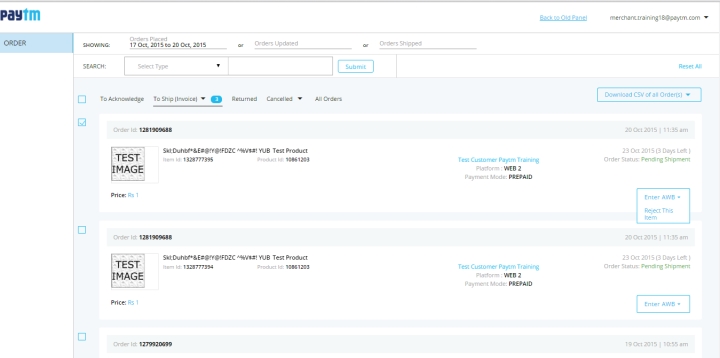 paytm
Back to Old Panel
merchant.training18@paytm.com
ORDER
SHOWING:
Orders Placed
17 Oct, 2015 to 20 Oct, 2015
or
Orders Updated
or
Orders Shipped
SEARCH:
Select Type
Submit
Reset All
To Acknowledge
To Ship (Invoice)
3
Returned
Cancelled
All Orders
Download CSV of all Order(s)
Order Id: 1281909688
20 Oct 2015 | 11:35 am
TEST
IMAGE
Skl:Duhbf*&E#@!Y@!FDZC ^%V$#! YUB Test Product
Item Id: 1328777395
Product Id: 10861203
Test Customer Paytm Training
Platform : WEB 2
Payment Mode: PREPAID
23 Oct 2015 (3 Days Left )
Order Status: Pending Shipment
Price: Rs 1
Enter AWB
Reject This
Item
Order Id: 1281909688
20 Oct 2015 | 11:35 am
TEST
IMAGE
Skl:Duhbf*&E#@!Y@!FDZC ^%V$#! YUB Test Product
Item Id: 1328777394
Product Id: 10861203
Test Customer Paytm Training
Platform : WEB 2
Payment Mode: PREPAID
23 Oct 2015 (3 Days Left )
Order Status: Pending Shipment
Price: Rs 1
Enter AWB
Order Id: 1279920699
19 Oct 2015 | 10:55 am